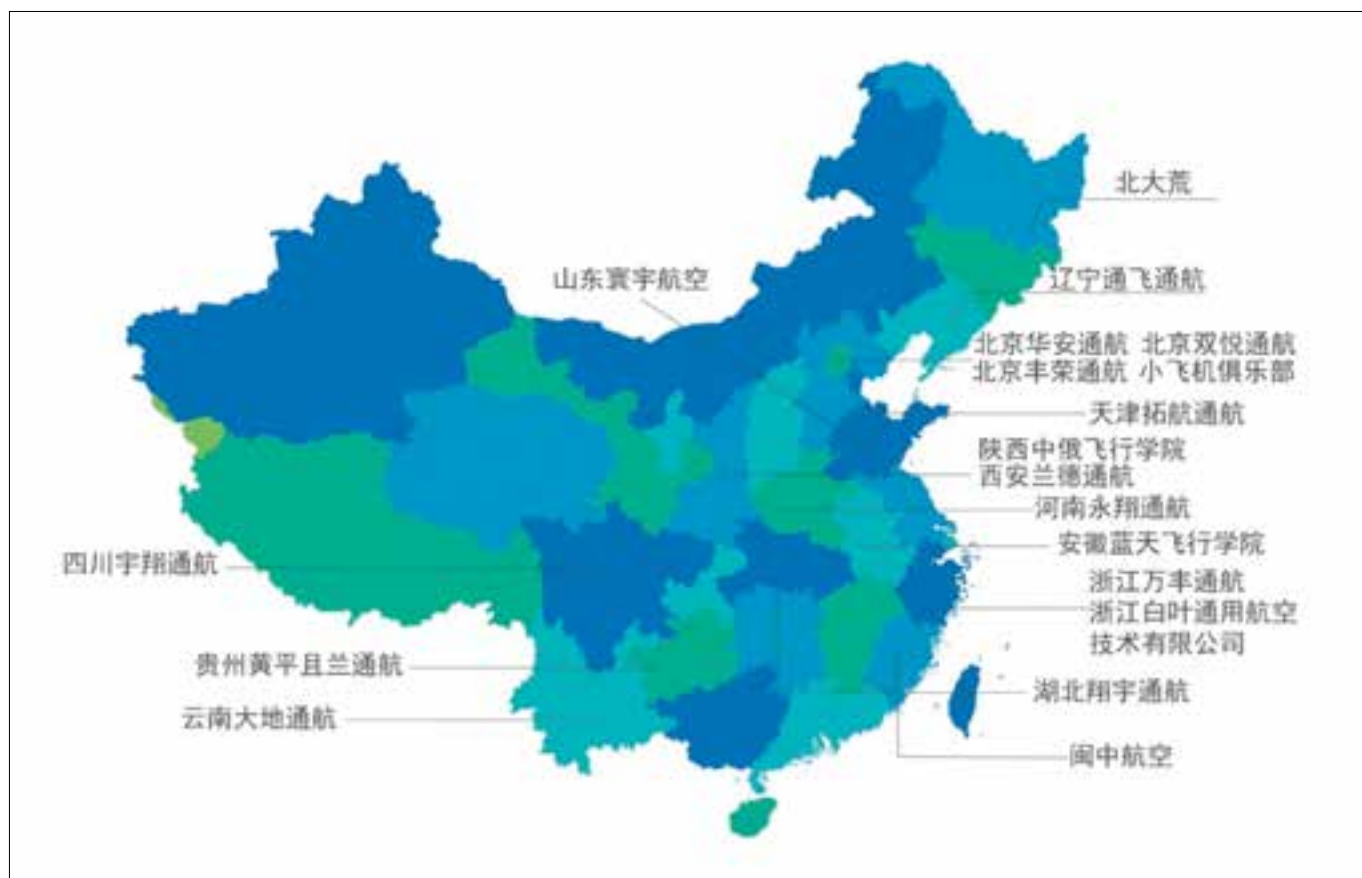 北大荒
山东寰宇航空
辽宁通飞通航
北京华安通航 北京双悦通航
北京丰荣通航 小飞机俱乐部
天津拓航通航
陕西中俄飞行学院
西安兰德通航
河南永翔通航
安徽蓝天飞行学院
四川宇翔通航
浙江万丰通航
浙江白叶通用航空
技术有限公司
贵州黄平且兰通航
湖北翔宇通航
云南大地通航
闽中航空